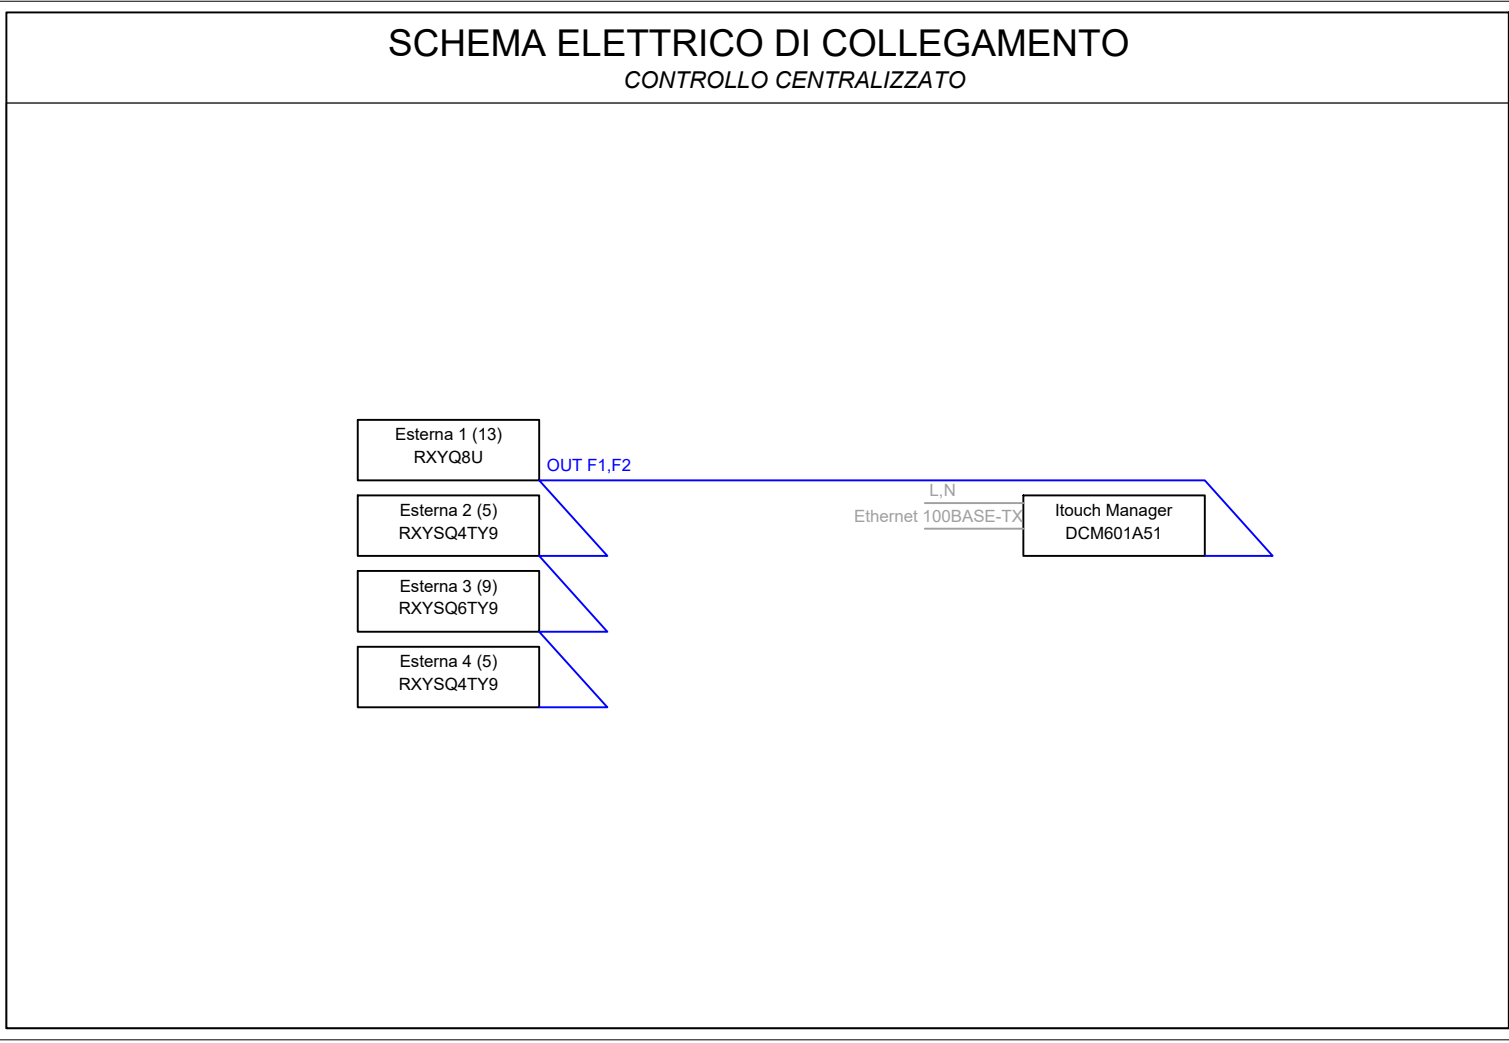 SCHEMA ELETTRICO DI COLLEGAMENTO
CONTROLLO CENTRALIZZATO
Esterna 1 (13)
RXYQ8U
OUT F1,F2
Esterna 2 (5)
RXYSQ4TY9
L,N
Ethernet 100BASE-TX
Itouch Manager
DCM601A51
Esterna 3 (9)
RXYSQ6TY9
Esterna 4 (5)
RXYSQ4TY9